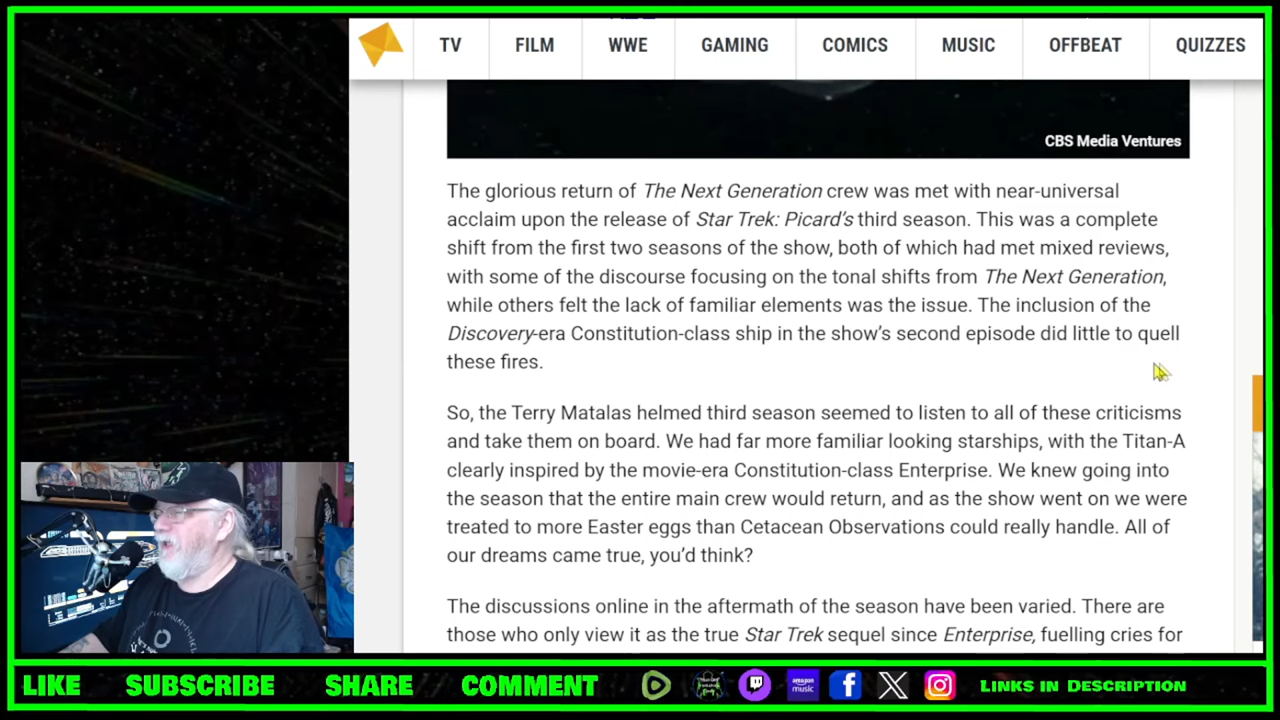 TV FILM WWE GAMING COMICS MUSIC OFFBEAT QUIZZES
CBS Media Ventures
The glorious return of The Next Generation crew was met with near-universal
acclaim upon the release of Star Trek: Picard's third season. This was a complete
shift from the first two seasons of the show, both of which had met mixed reviews,
with some of the discourse focusing on the tonal shifts from The Next Generation,
while others felt the lack of familiar elements was the issue. The inclusion of the
Discovery-era Constitution-class ship in the show's second episode did little to quell
these fires.
So, the Terry Matalas helmed third season seemed to listen to all of these criticisms
and take them on board. We had far more familiar looking starships, with the Titan-A
clearly inspired by the movie-era Constitution-class Enterprise. We knew going into
the season that the entire main crew would return, and as the show went on we were
treated to more Easter eggs than Cetacean Observations could really handle. All of
our dreams came true, you'd think?
The discussions online in the aftermath of the season have been varied. There are
those who only view it as the true Star Trek sequel since Enterprise, fuelling cries for
LIKE SUBSCRIBE SHARE COMMENT amazon music LINKS IN DESCRIPTION